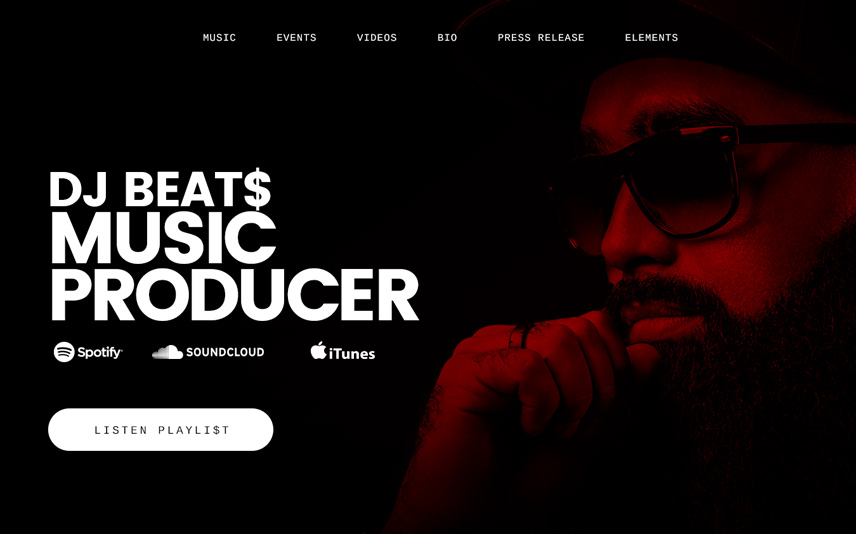 MUSIC EVENTS VIDEOS BIO PRESS RELEASE ELEMENTS
DJ BEAT$
MUSIC
PRODUCER
Spotify SOUNDCLOUD iTunes
LISTEN PLAYLI$T